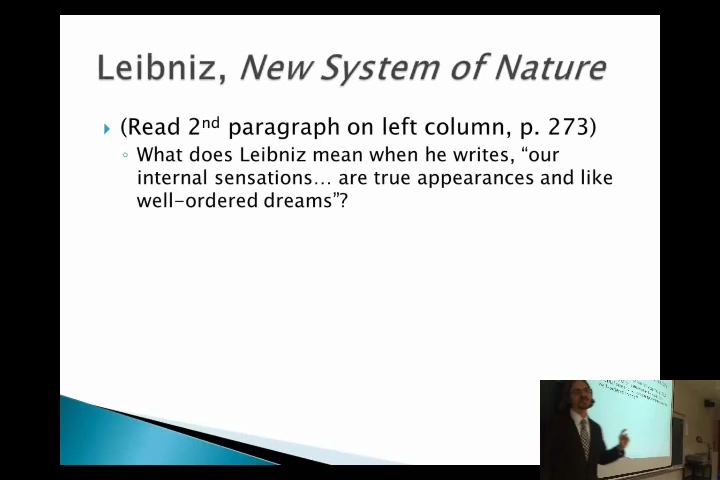 Leibniz, New System of Nature
(Read 2nd paragraph on left column, p. 273)
What does Leibniz mean when he writes, “our
internal sensations… are true appearances and like
well-ordered dreams”?